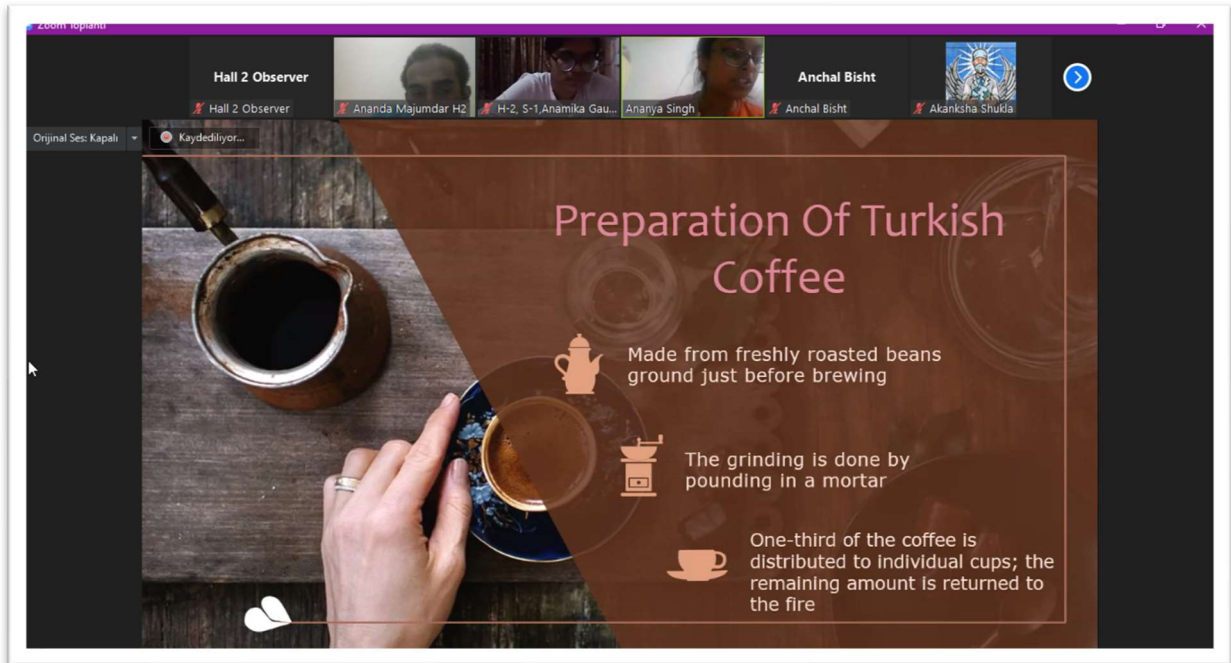 Zoom Toplantı
Hall 2 Observer
Anchal Bisht
Hall 2 Observer
Ananda Majumdar H2
H-2, S-1,Anamika Gau...
Ananya Singh
Anchal Bisht
Akanksha Shukla
Orijinal Ses: Kapalı
Kaydediliyor...
Preparation Of Turkish
Coffee
Made from freshly roasted beans
ground just before brewing
The grinding is done by
pounding in a mortar
One-third of the coffee is
distributed to individual cups; the
remaining amount is returned to
the fire